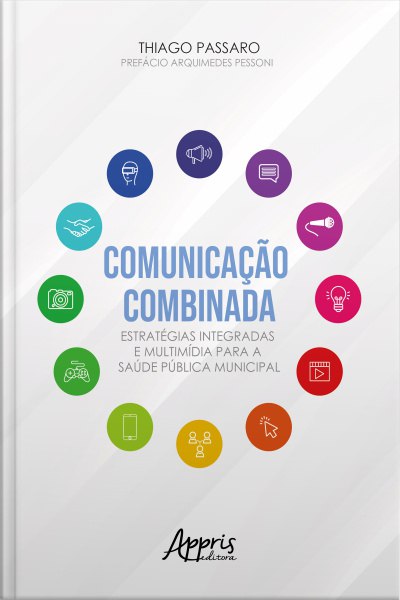 THIAGO PASSARO
PREFÁCIO ARQUIMEDES PESSONI
COMUNICAÇÃO
COMBINADA
ESTRATÉGIAS INTEGRADAS
E MULTIMÍDIA PARA A
SAÚDE PÚBLICA MUNICIPAL
Appris
editora